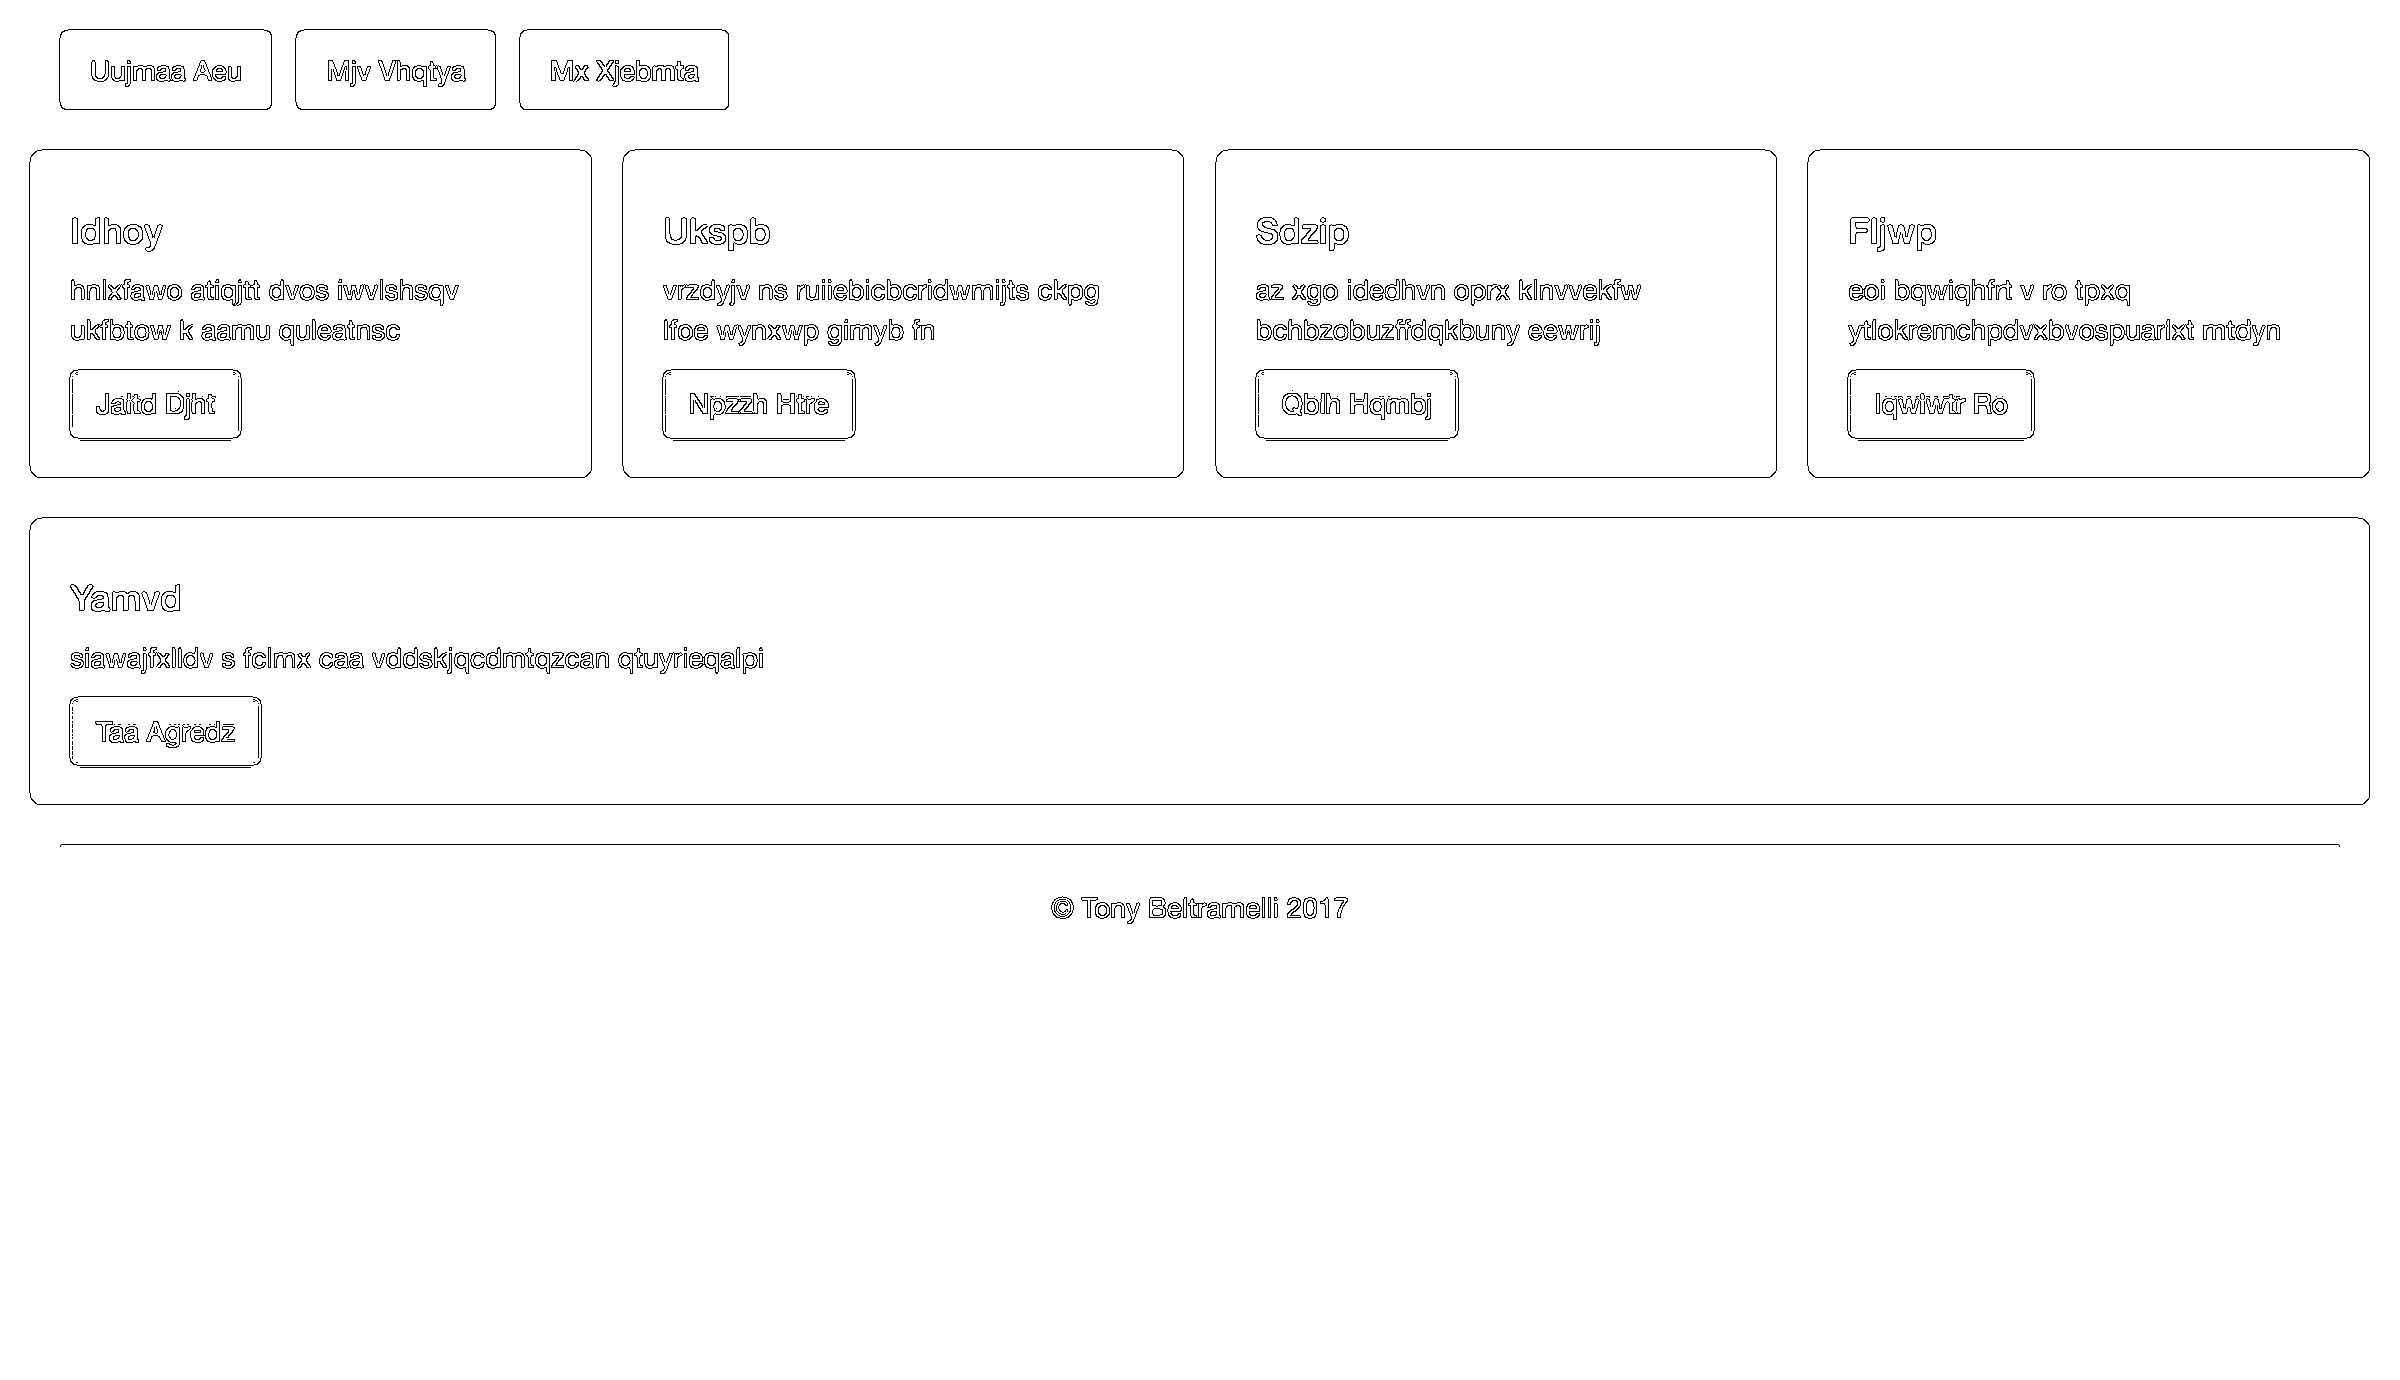 Uujmaa Aeu
Mjv Vhqtya
Mx Xjebmta
Idhoy
hnlxfawo atiqjtt dvos iwvlshsqv
ukfbtow k aamu quleatnsc
Jaltd Djht
Ukspb
vrzdyjv ns ruiiebicbcridwmijts ckpg
lfoe wynxwp gimyb fn
Npzzh Htre
Sdzip
az xgo idedhvn oprx klnvvekfw
bchbzobuzffdqkbuny eewrij
Qblh Hqmbj
Fljwp
eoi bqwiqhfrt v ro tpxq
ytlokremchpdvxbvospuarlxt mtdyn
Iqwiwtr Ro
Yamvd
siawajfxlldv s fclmx caa vddskjqcdmtqzcan qtuyrieqalpi
Taa Agredz
© Tony Beltramelli 2017